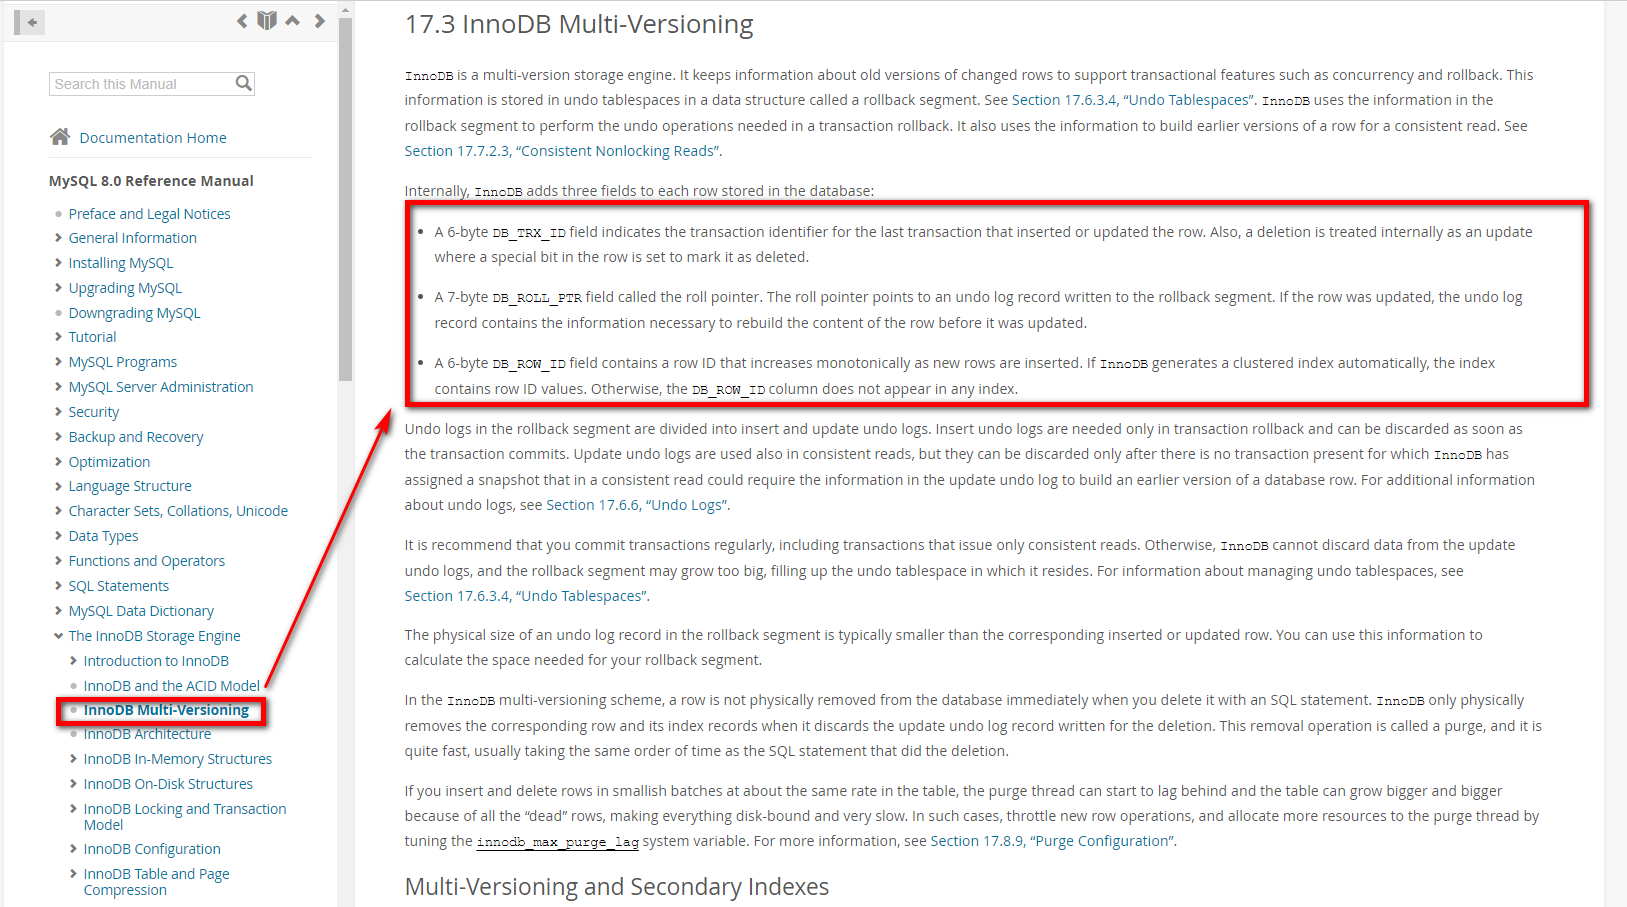 Search this Manual
Documentation Home
MySQL 8.0 Reference Manual
Preface and Legal Notices
General Information
Installing MySQL
Upgrading MySQL
Downgrading MySQL
Tutorial
MySQL Programs
MySQL Server Administration
Security
Backup and Recovery
Optimization
Language Structure
Character Sets, Collations, Unicode
Data Types
Functions and Operators
SQL Statements
MySQL Data Dictionary
The InnoDB Storage Engine
Introduction to InnoDB
InnoDB and the ACID Model
InnoDB Multi-Versioning
InnoDB Architecture
InnoDB In-Memory Structures
InnoDB On-Disk Structures
InnoDB Locking and Transaction
Model
InnoDB Configuration
InnoDB Table and Page
Compression
17.3 InnoDB Multi-Versioning
InnoDB is a multi-version storage engine. It keeps information about old versions of changed rows to support transactional features such as concurrency and rollback. This
information is stored in undo tablespaces in a data structure called a rollback segment. See Section 17.6.3.4, “Undo Tablespaces”. InnoDB uses the information in the
rollback segment to perform the undo operations needed in a transaction rollback. It also uses the information to build earlier versions of a row for a consistent read. See
Section 17.7.2.3, “Consistent Nonlocking Reads”.
Internally, InnoDB adds three fields to each row stored in the database:
• A 6-byte DB_TRX_ID field indicates the transaction identifier for the last transaction that inserted or updated the row. Also, a deletion is treated internally as an update
where a special bit in the row is set to mark it as deleted.
• A 7-byte DB_ROLL_PTR field called the roll pointer. The roll pointer points to an undo log record written to the rollback segment. If the row was updated, the undo log
record contains the information necessary to rebuild the content of the row before it was updated.
• A 6-byte DB_ROW_ID field contains a row ID that increases monotonically as new rows are inserted. If InnoDB generates a clustered index automatically, the index
contains row ID values. Otherwise, the DB_ROW_ID column does not appear in any index.
Undo logs in the rollback segment are divided into insert and update undo logs. Insert undo logs are needed only in transaction rollback and can be discarded as soon as
the transaction commits. Update undo logs are used also in consistent reads, but they can be discarded only after there is no transaction present for which InnoDB has
assigned a snapshot that in a consistent read could require the information in the update undo log to build an earlier version of a database row. For additional information
about undo logs, see Section 17.6.6, “Undo Logs”.
It is recommend that you commit transactions regularly, including transactions that issue only consistent reads. Otherwise, InnoDB cannot discard data from the update
undo logs, and the rollback segment may grow too big, filling up the undo tablespace in which it resides. For information about managing undo tablespaces, see
Section 17.6.3.4, “Undo Tablespaces”.
The physical size of an undo log record in the rollback segment is typically smaller than the corresponding inserted or updated row. You can use this information to
calculate the space needed for your rollback segment.
In the InnoDB multi-versioning scheme, a row is not physically removed from the database immediately when you delete it with an SQL statement. InnoDB only physically
removes the corresponding row and its index records when it discards the update undo log record written for the deletion. This removal operation is called a purge, and it is
quite fast, usually taking the same order of time as the SQL statement that did the deletion.
If you insert and delete rows in smallish batches at about the same rate in the table, the purge thread can start to lag behind and the table can grow bigger and bigger
because of all the “dead” rows, making everything disk-bound and very slow. In such cases, throttle new row operations, and allocate more resources to the purge thread by
tuning the innodb_max_purge_lag system variable. For more information, see Section 17.8.9, “Purge Configuration”.
Multi-Versioning and Secondary Indexes